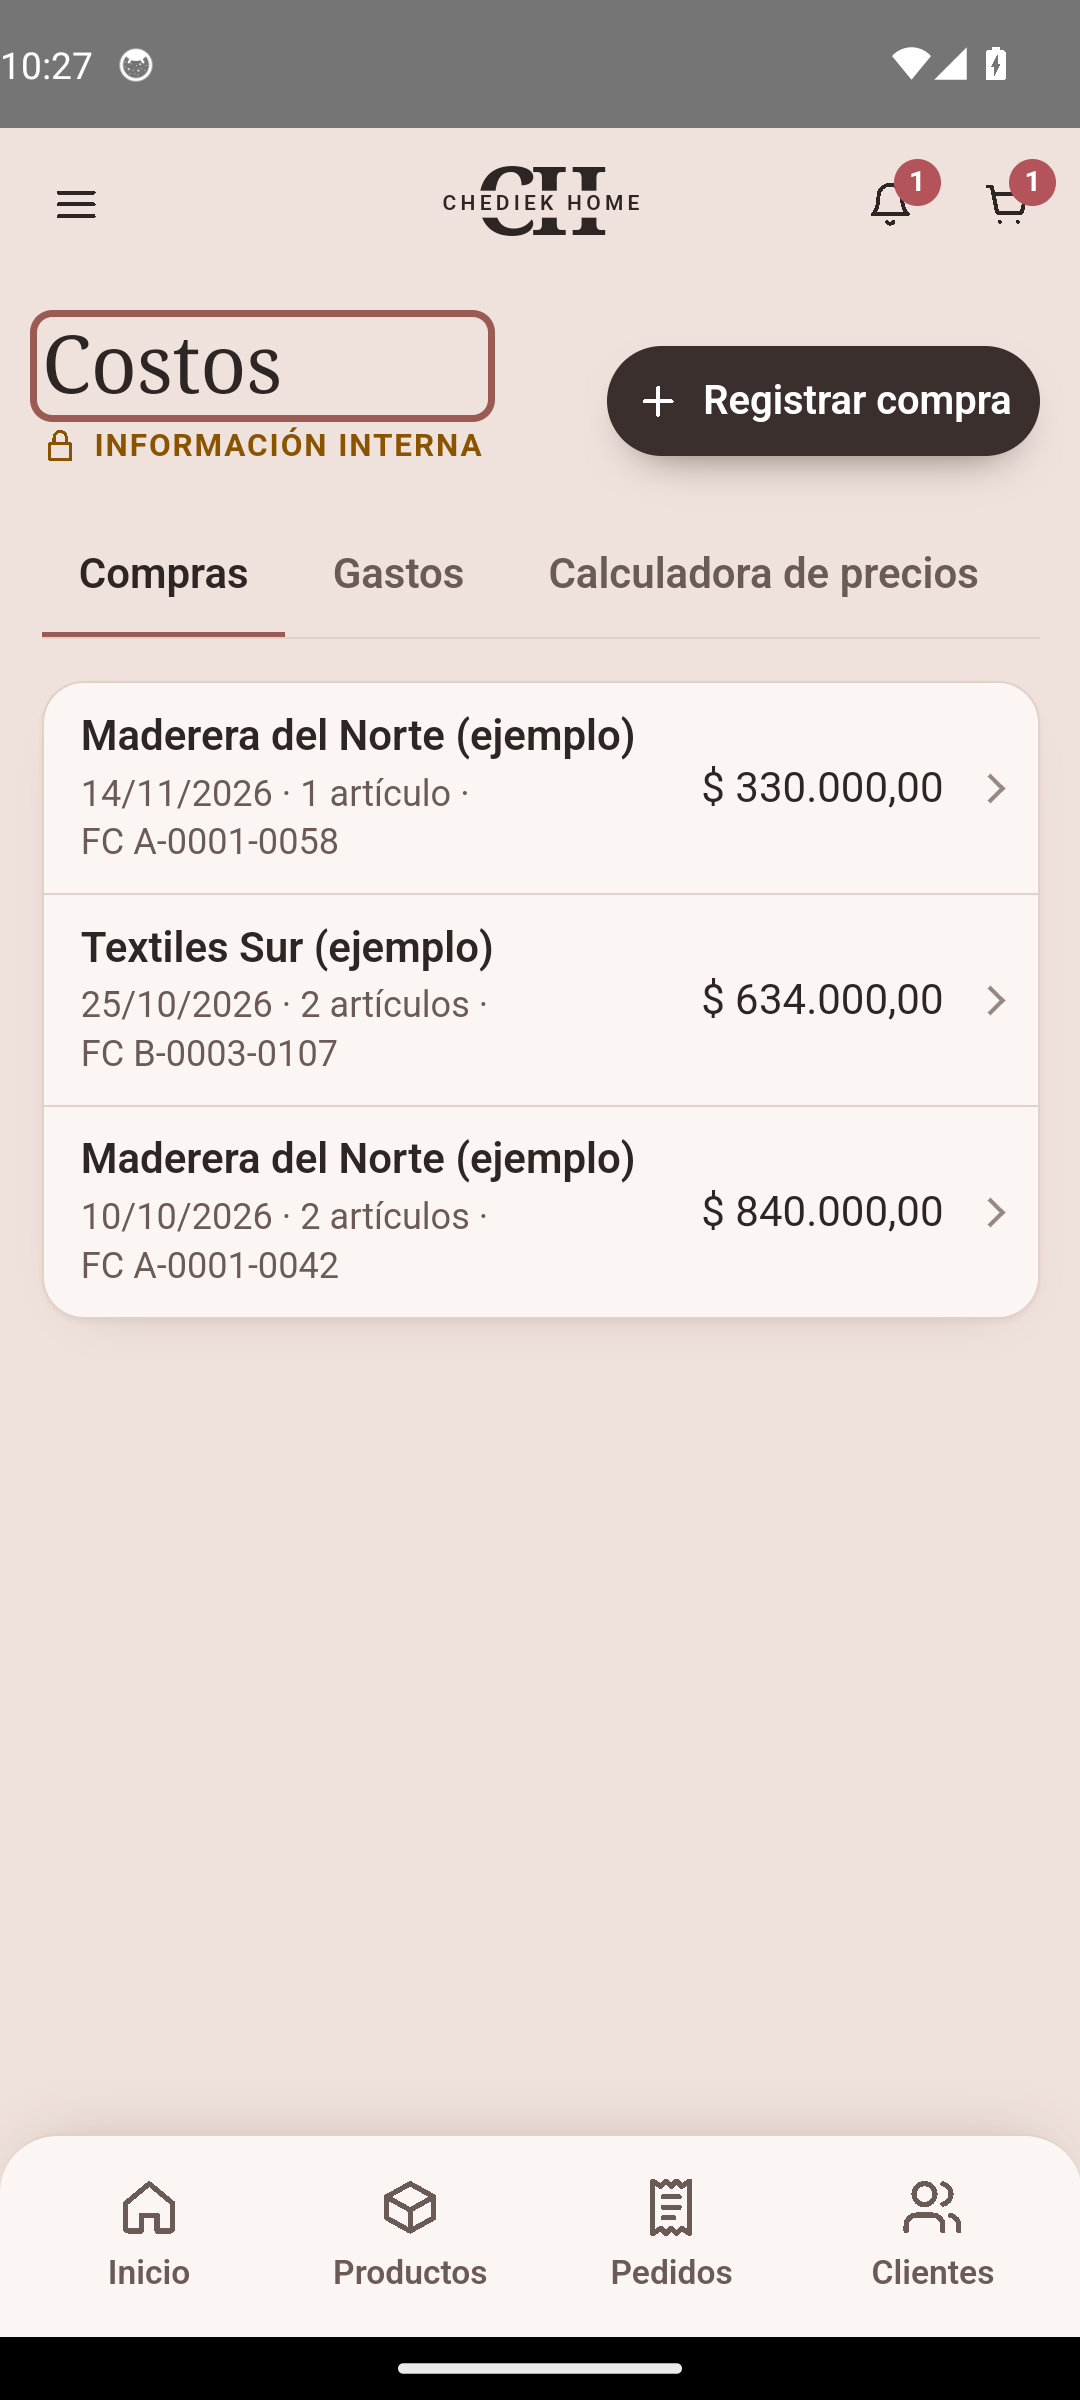 10:27
CH
CHEDIEK HOME
1
1
Costos
INFORMACIÓN INTERNA
Registrar compra
Compras
Gastos
Calculadora de precios
Maderera del Norte (ejemplo)
14/11/2026 · 1 artículo ·
FC A-0001-0058
$ 330.000,00
Textiles Sur (ejemplo)
25/10/2026 · 2 artículos ·
FC B-0003-0107
$ 634.000,00
Maderera del Norte (ejemplo)
10/10/2026 · 2 artículos ·
FC A-0001-0042
$ 840.000,00
Inicio
Productos
Pedidos
Clientes